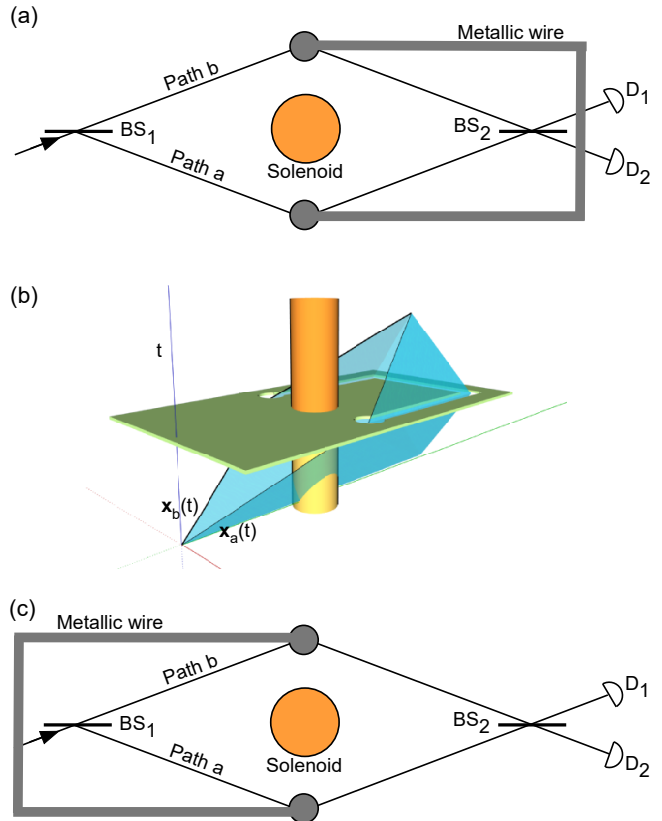 (a)
Metallic wire
Path b
D1
BS1
BS2
Path a
Solenoid
D2
(b)
t
xb(t)
xa(t)
(c)
Metallic wire
Path b
D1
BS1
BS2
Path a
Solenoid
D2